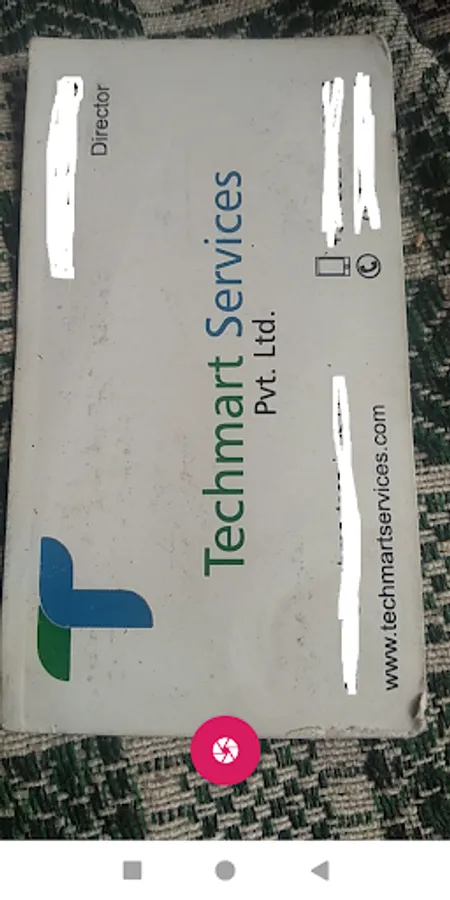 Director
Techmart Services
Pvt. Ltd.
www.techmartservices.com